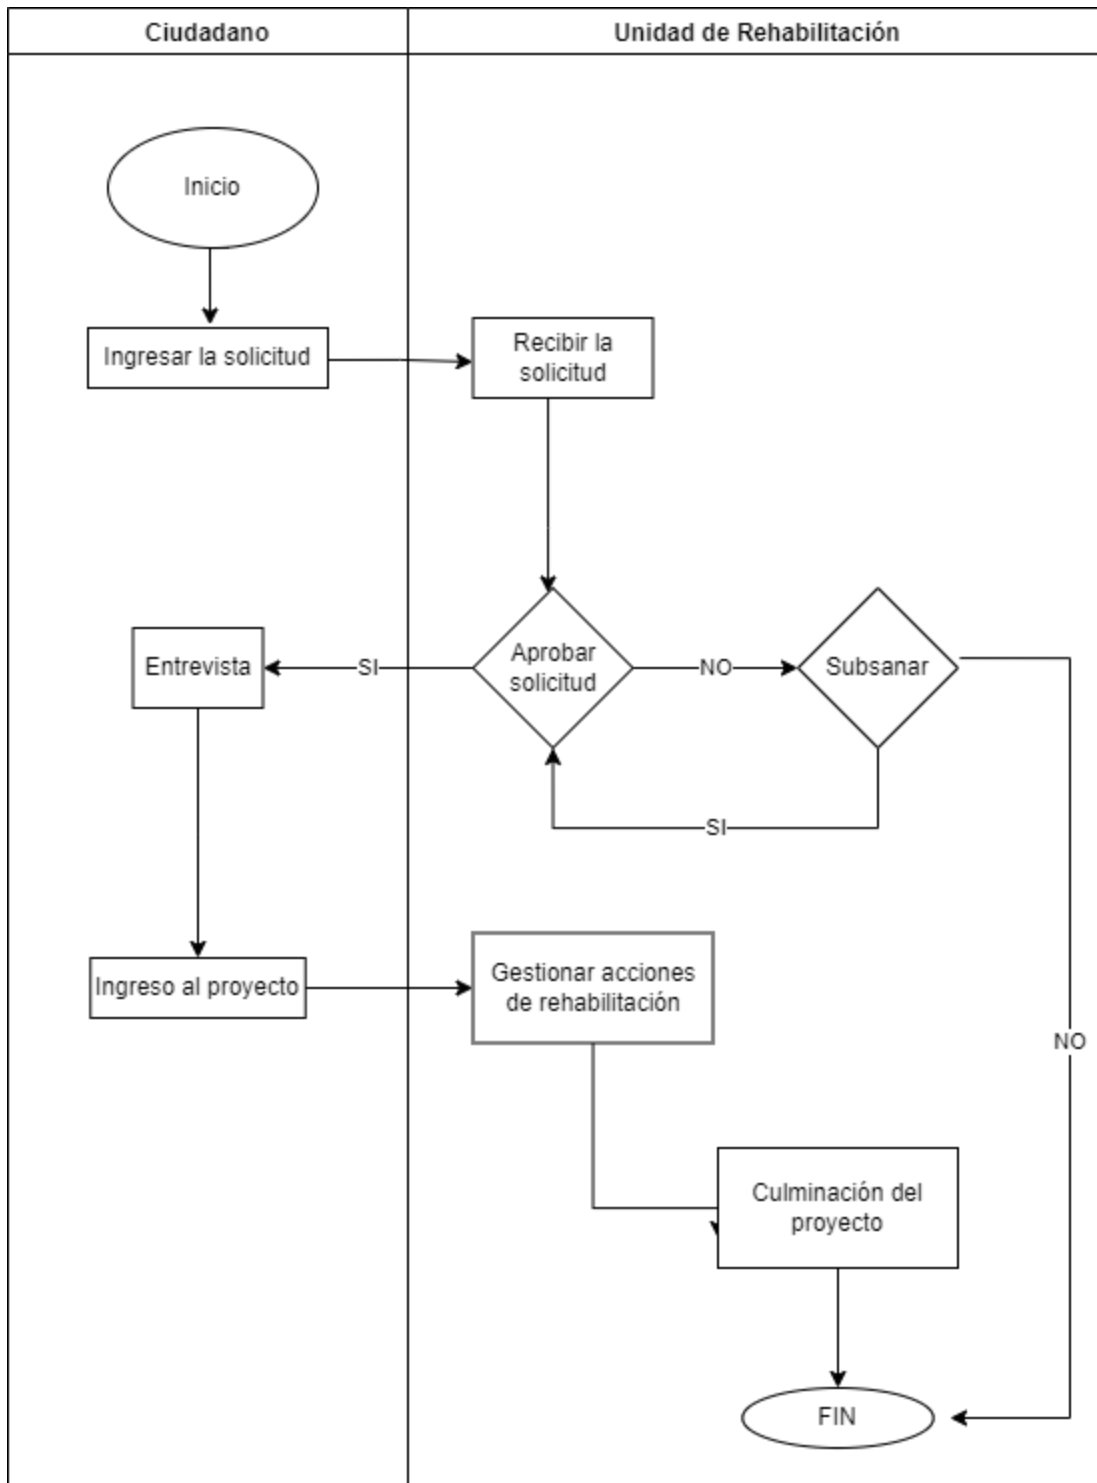 Ciudadano
Unidad de Rehabilitación
Inicio
Ingresar la solicitud
Recibir la
solicitud
Entrevista
SI
Aprobar
solicitud
NO
Subsanar
SI
Ingreso al proyecto
Gestionar acciones
de rehabilitación
NO
Culminación del
proyecto
FIN